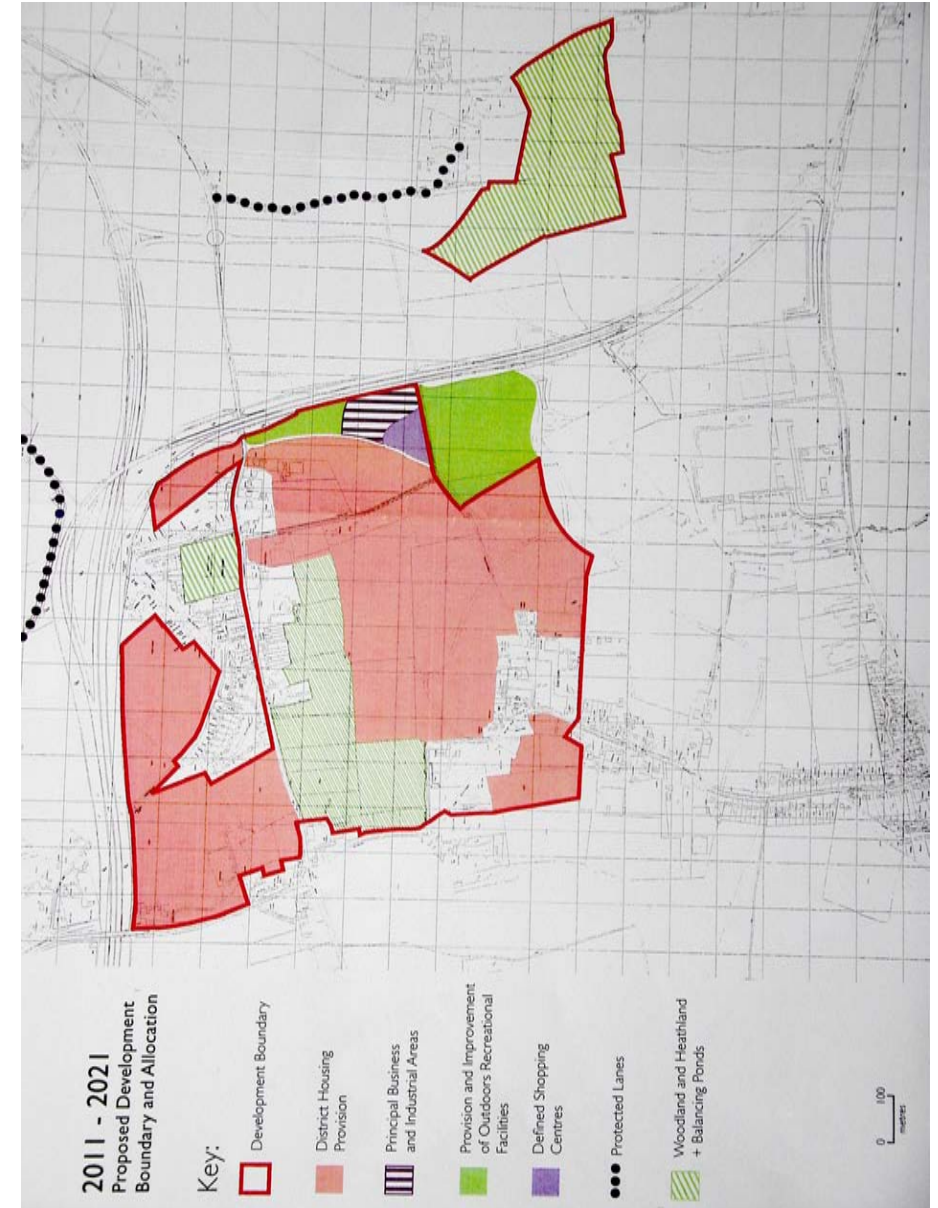 2011 - 2021
Proposed Development
Boundary and Allocation
Key:
Development Boundary
District Housing
Provision
Principal Business
and Industrial Areas
Provision and Improvement
of Outdoors Recreational
Facilities
Defined Shopping
Centres
Protected Lanes
Woodland and Heathland
+ Balancing Ponds
0 100
metres